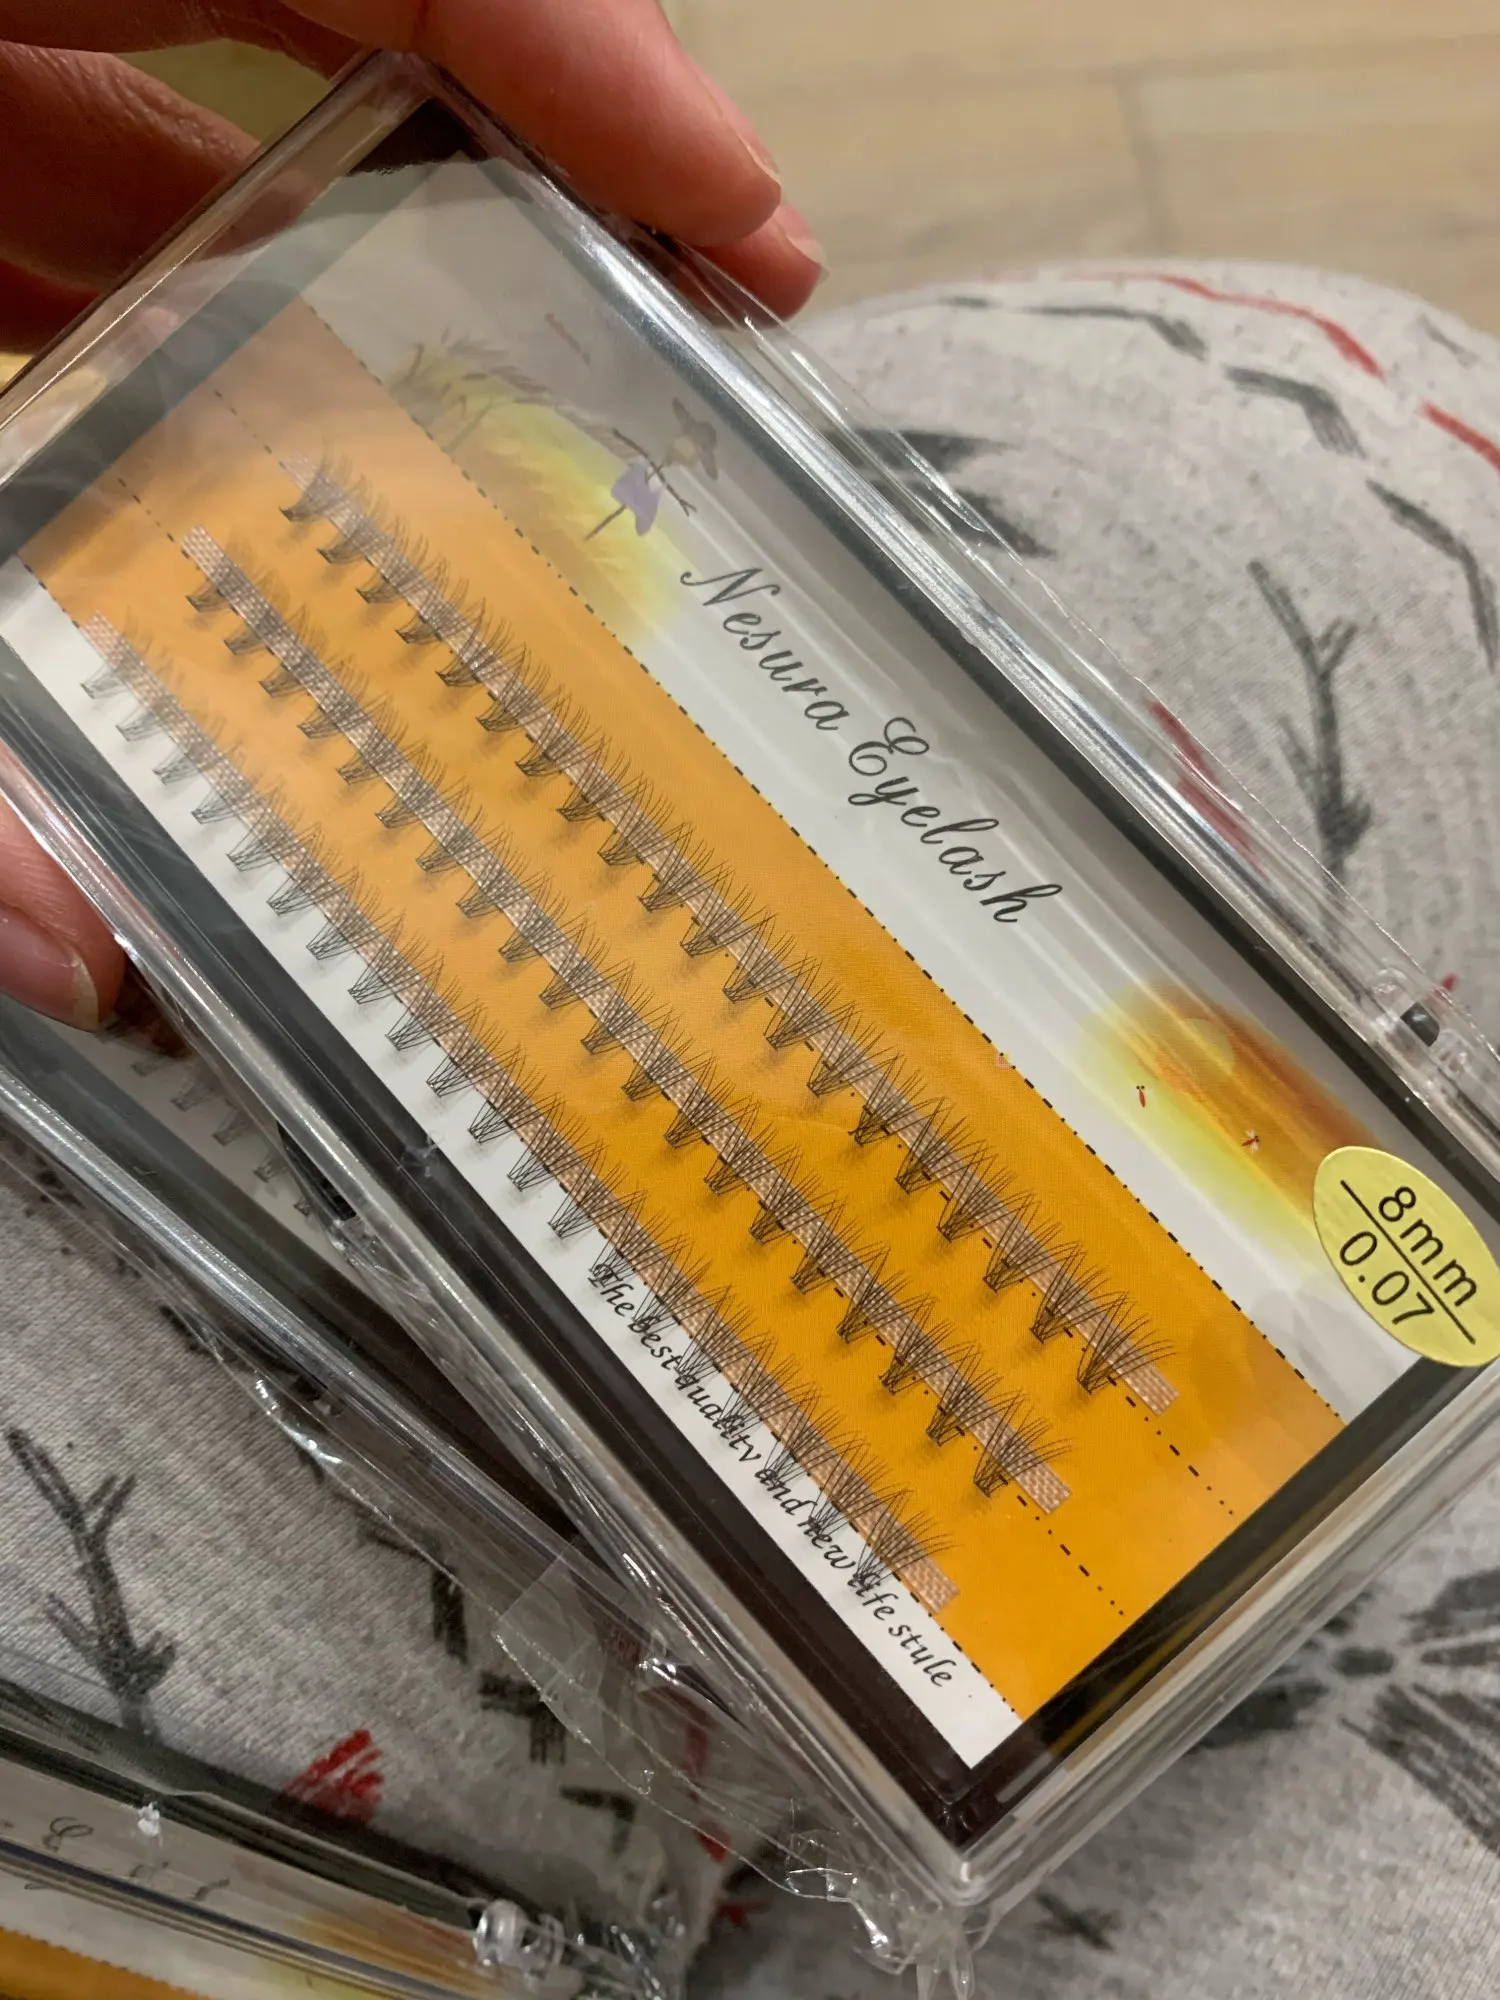 Nesura Eyelash
8mm
0.07
The best quality and new life style